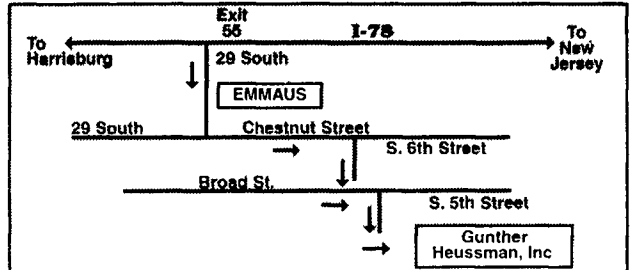 Exit
55
I-78
To
Harrisburg
To
New
Jersey
29 South
EMMAUS
29 South
Chestnut Street
S. 6th Street
Broad St.
S. 5th Street
Gunther
Heussman, Inc